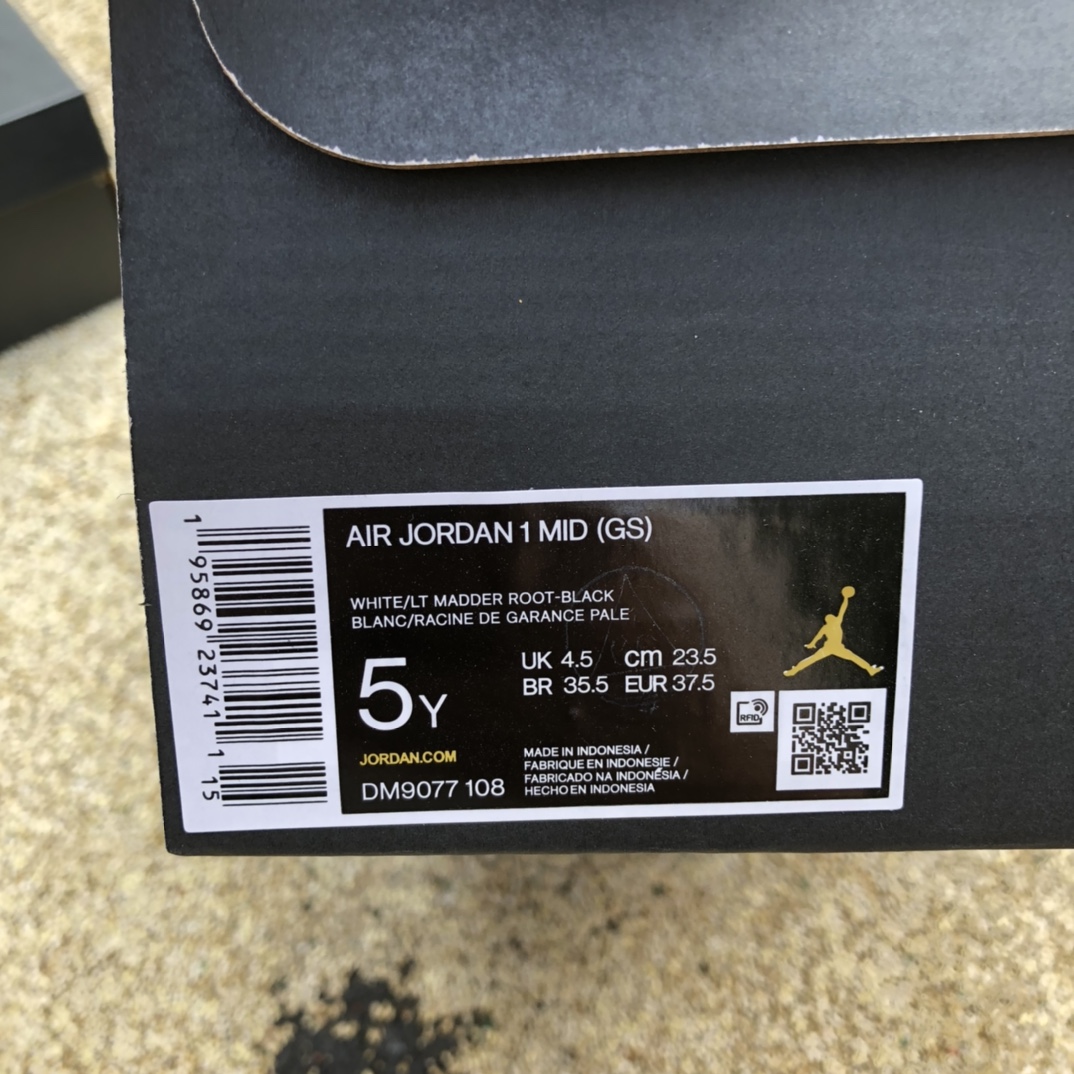 1 95869 23741 1 15
AIR JORDAN 1 MID (GS)
WHITE/LT MADDER ROOT-BLACK
BLANC/RACINE DE GARANCE PALE
5Y
UK 4.5 cm 23.5
BR 35.5 EUR 37.5
RFID
JORDAN.COM
DM9077 108
MADE IN INDONESIA /
FABRIQUE EN INDONESIE /
FABRICADO NA INDONÉSIA /
HECHO EN INDONESIA